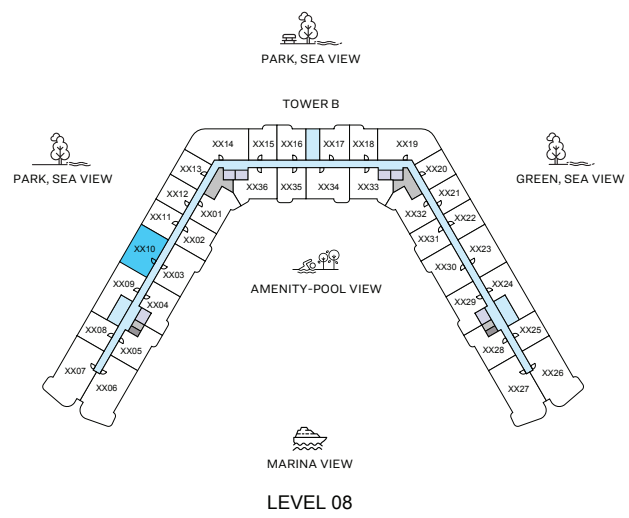 PARK, SEA VIEW
TOWER B
PARK, SEA VIEW
GREEN, SEA VIEW
XX14
XX15
XX16
XX17
XX18
XX19
XX13
XX20
XX12
XX36
XX35
XX34
XX33
XX21
XX11
XX01
XX32
XX22
XX10
XX02
XX31
XX23
XX03
XX30
XX09
XX24
XX04
XX29
XX08
XX25
XX05
XX28
XX07
XX26
XX06
XX27
AMENITY-POOL VIEW
MARINA VIEW
LEVEL 08